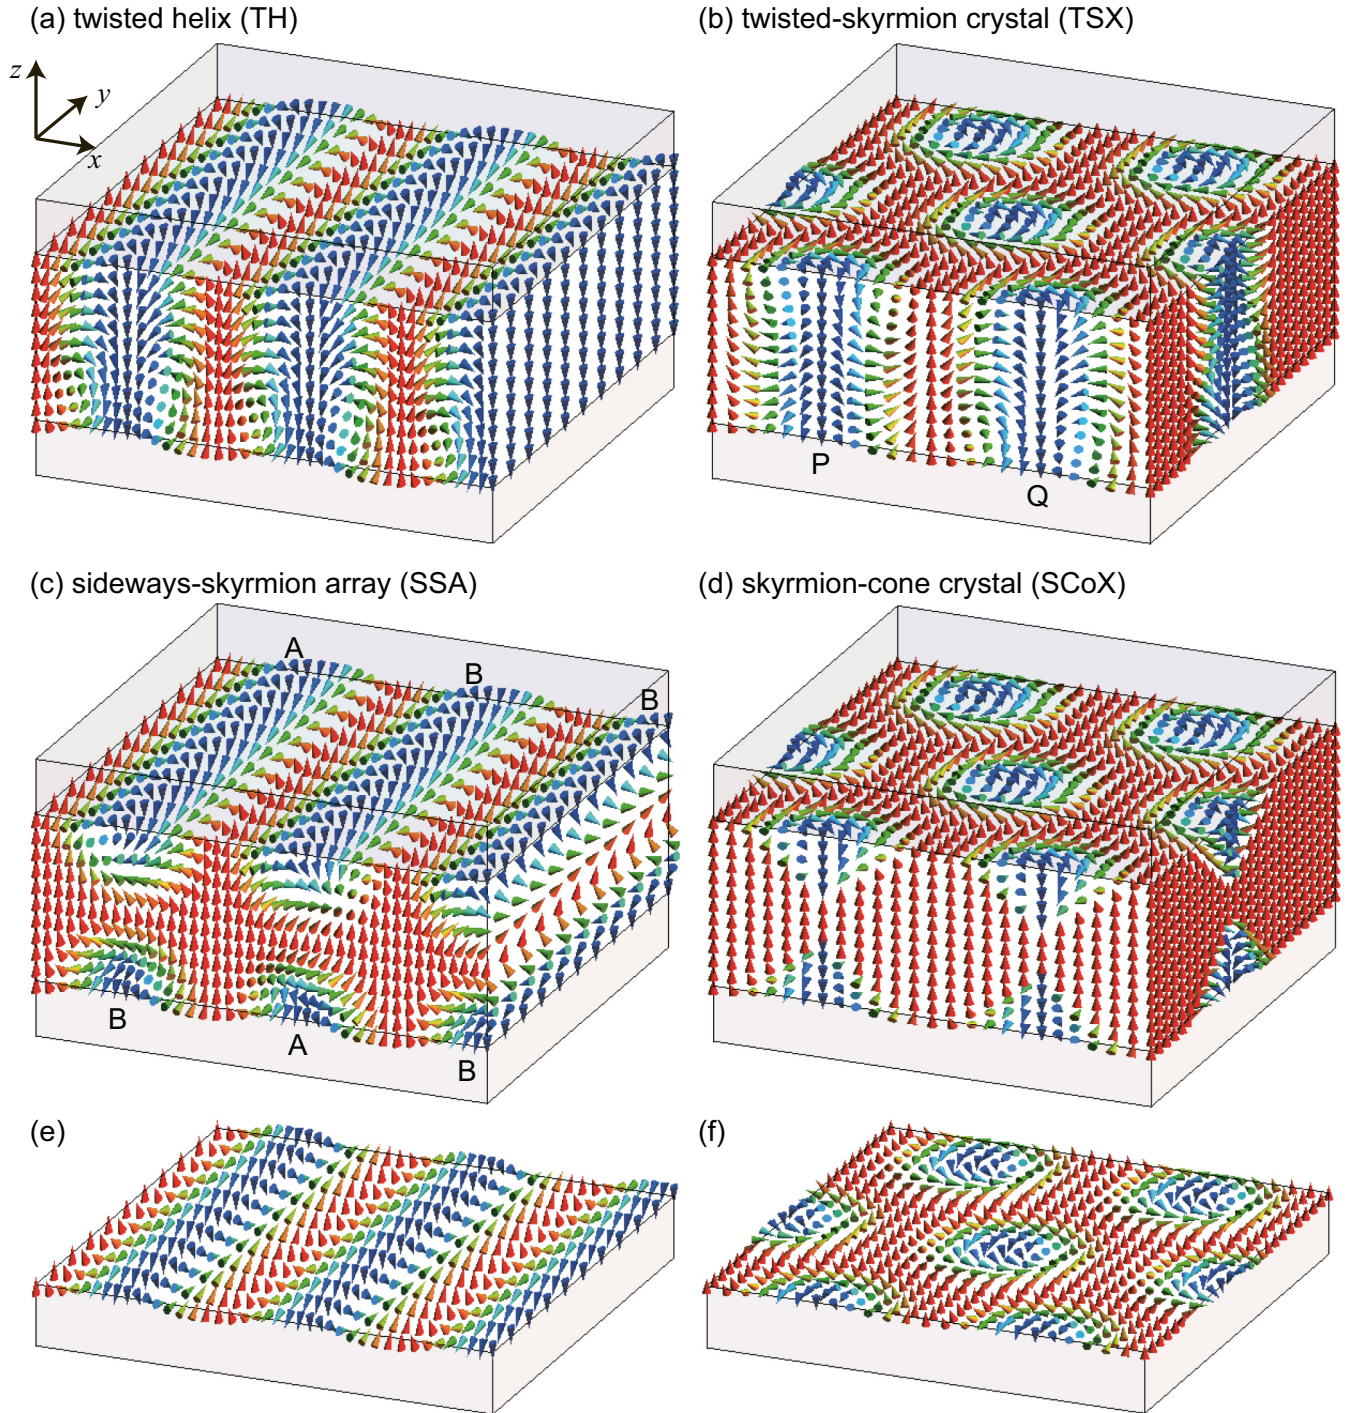 (a) twisted helix (TH)
(b) twisted-skyrmion crystal (TSX)
z
y
x
P
Q
(c) sideways-skyrmion array (SSA)
(d) skyrmion-cone crystal (SCoX)
A
B
B
B
A
B
(e)
(f)